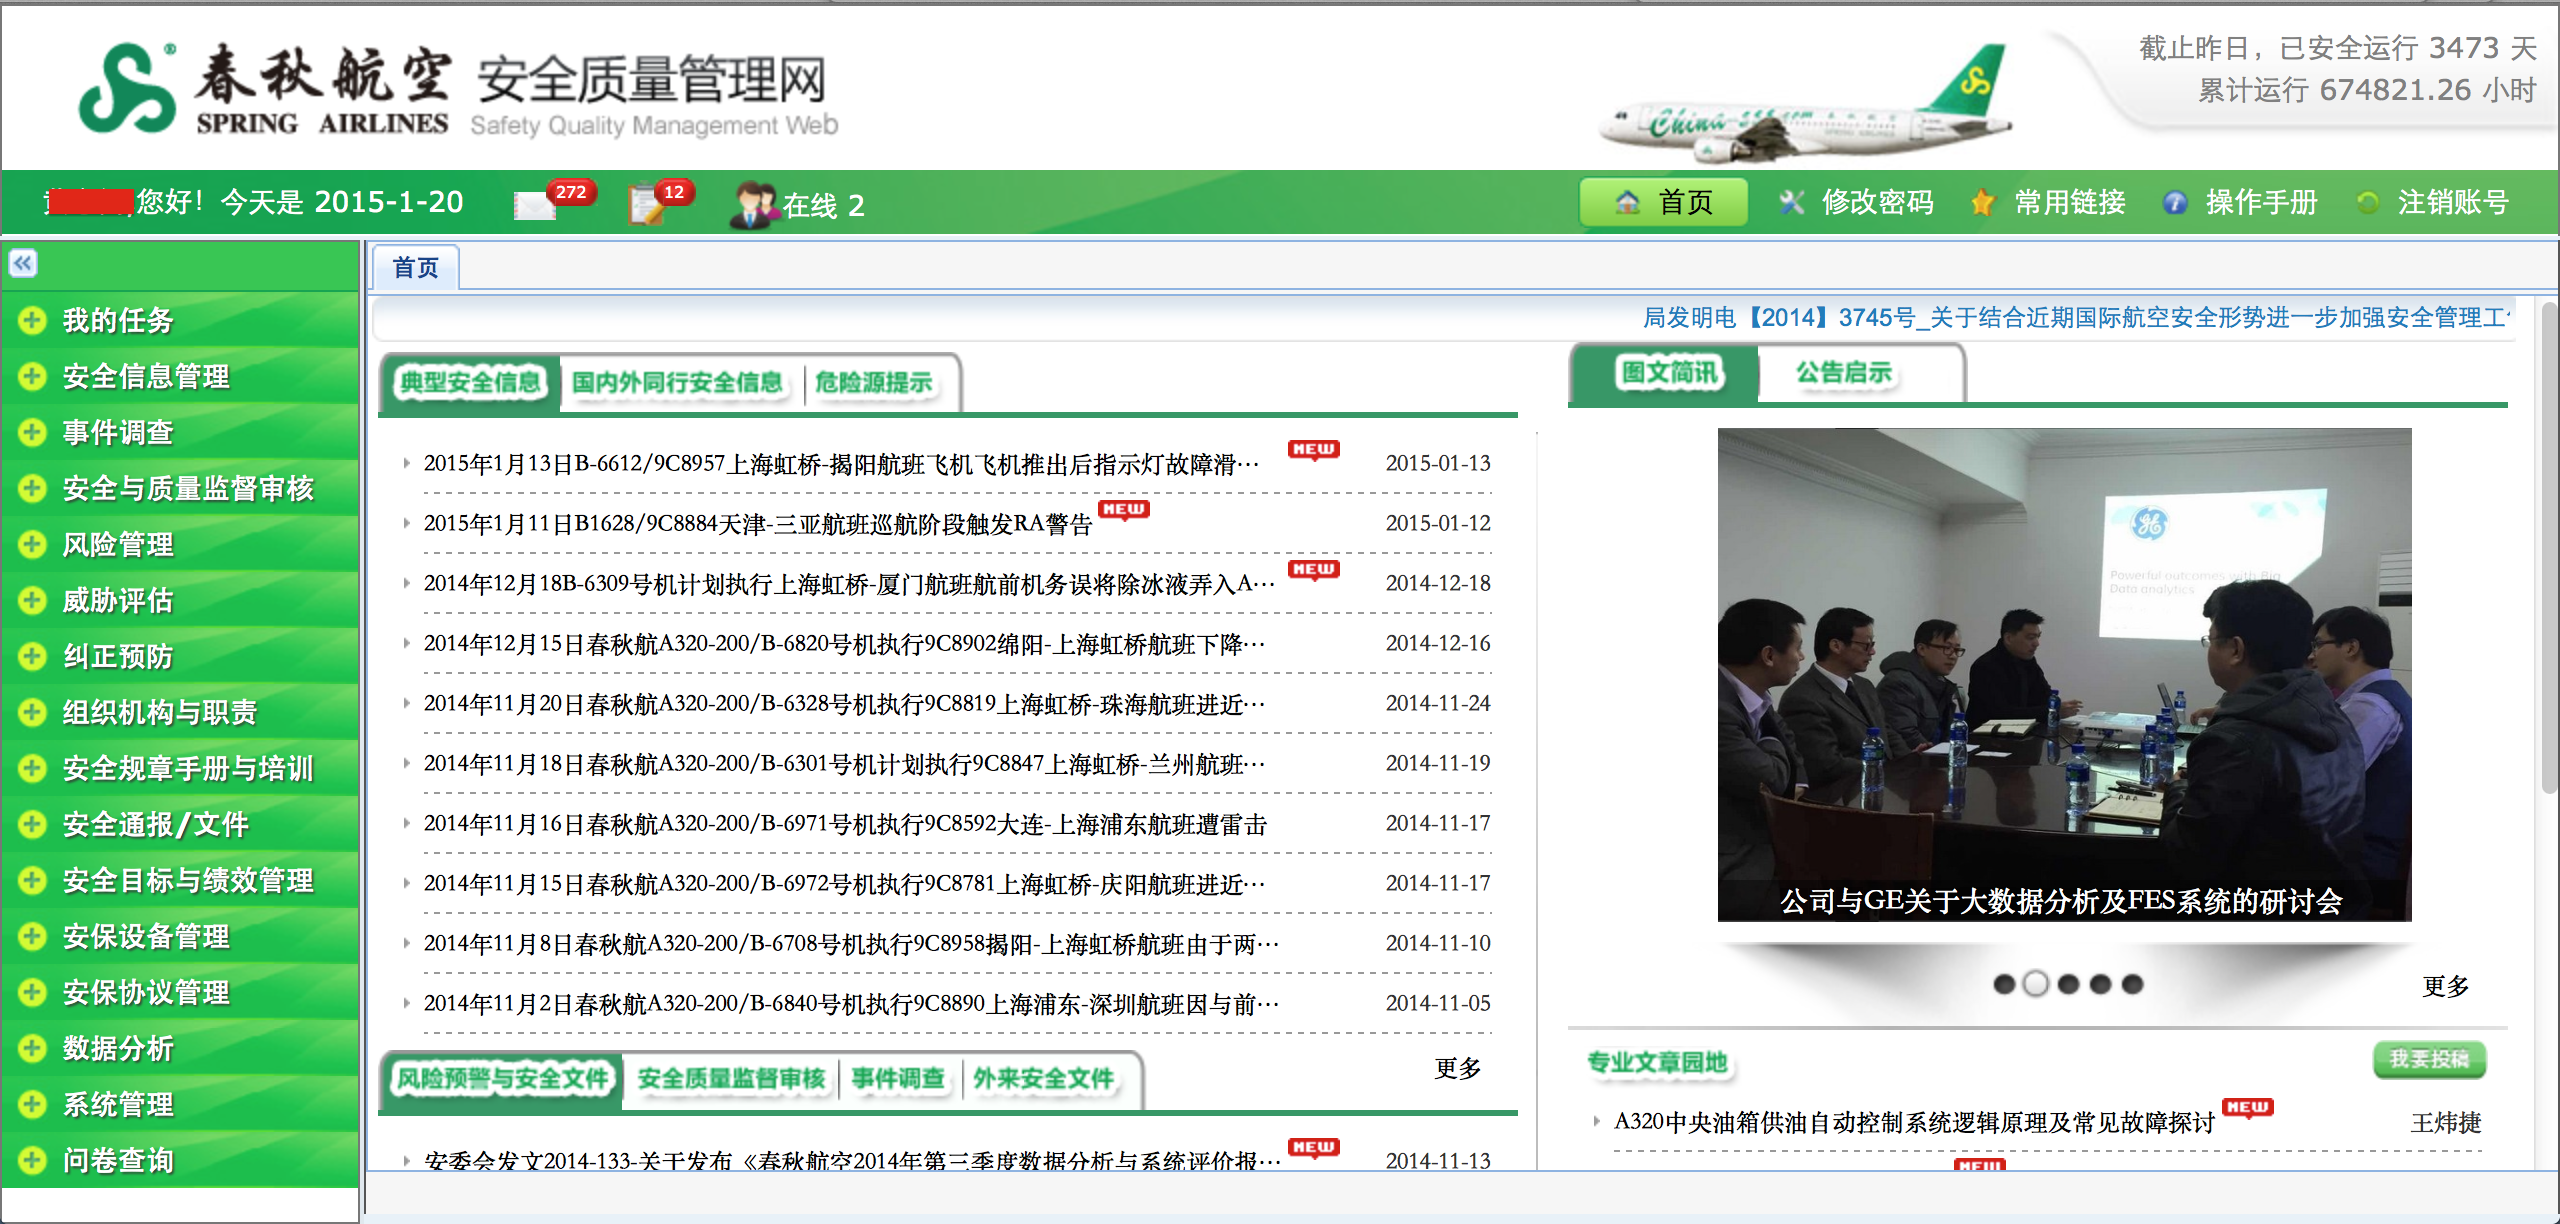 春秋航空
SPRING AIRLINES
安全质量管理网
Safety Quality Management Web
截止昨日，已安全运行 3473 天
累计运行 674821.26 小时
您好！今天是 2015-1-20
272
12
在线 2
首页
修改密码
常用链接
操作手册
注销账号
我的任务
安全信息管理
事件调查
安全与质量监督审核
风险管理
威胁评估
纠正预防
组织机构与职责
安全规章手册与培训
安全通报/文件
安全目标与绩效管理
安保设备管理
安保协议管理
数据分析
系统管理
问卷查询
首页
局发明电【2014】3745号_关于结合近期国际航空安全形势进一步加强安全管理工
典型安全信息 国内外同行安全信息 危险源提示
2015年1月13日B-6612/9C8957上海虹桥-揭阳航班飞机飞机推出后指示灯故障滑… NEW 2015-01-13
2015年1月11日B1628/9C8884天津-三亚航班巡航阶段触发RA警告 NEW 2015-01-12
2014年12月18B-6309号机计划执行上海虹桥-厦门航班航前机务误将除冰液弄入A… NEW 2014-12-18
2014年12月15日春秋航A320-200/B-6820号机执行9C8902绵阳-上海虹桥航班下降… 2014-12-16
2014年11月20日春秋航A320-200/B-6328号机执行9C8819上海虹桥-珠海航班进近… 2014-11-24
2014年11月18日春秋航A320-200/B-6301号机计划执行9C8847上海虹桥-兰州航班… 2014-11-19
2014年11月16日春秋航A320-200/B-6971号机执行9C8592大连-上海浦东航班遭雷击 2014-11-17
2014年11月15日春秋航A320-200/B-6972号机执行9C8781上海虹桥-庆阳航班进近… 2014-11-17
2014年11月8日春秋航A320-200/B-6708号机执行9C8958揭阳-上海虹桥航班由于两… 2014-11-10
2014年11月2日春秋航A320-200/B-6840号机执行9C8890上海浦东-深圳航班因与前… 2014-11-05
更多
风险预警与安全文件 安全质量监督审核 事件调查 外来安全文件
安委会发文2014-133-关于发布《春秋航空2014年第三季度数据分析与系统评价报… NEW 2014-11-13
图文简讯 公告启示
Powerful outcomes with Big
Data analytics
公司与GE关于大数据分析及FES系统的研讨会
更多
专业文章园地
我要投稿
A320中央油箱供油自动控制系统逻辑原理及常见故障探讨 NEW 王炜捷
NEW